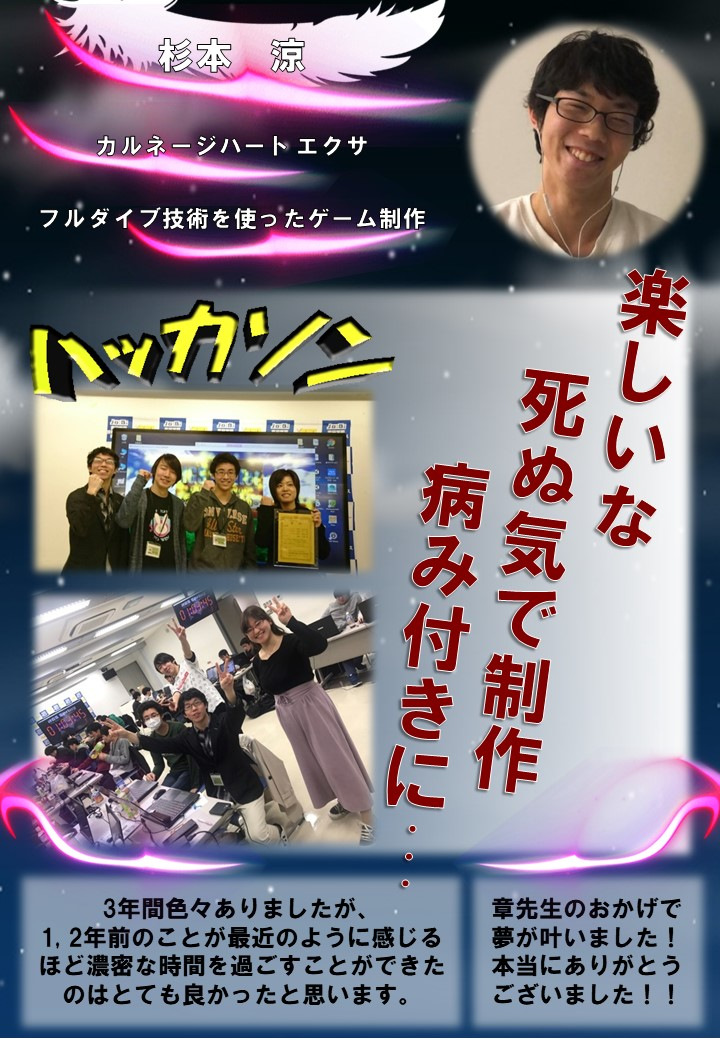 杉本　涼
カルネージハート エクサ
フルダイブ技術を使ったゲーム制作
ハッカソン
楽しいな
死ぬ気で制作
病み付きに・・・
3年間色々ありましたが、
1,2年前のことが最近のように感じる
ほど濃密な時間を過ごすことができた
のはとても良かったと思います。
章先生のおかげで
夢が叶いました！
本当にありがとう
ございました！！